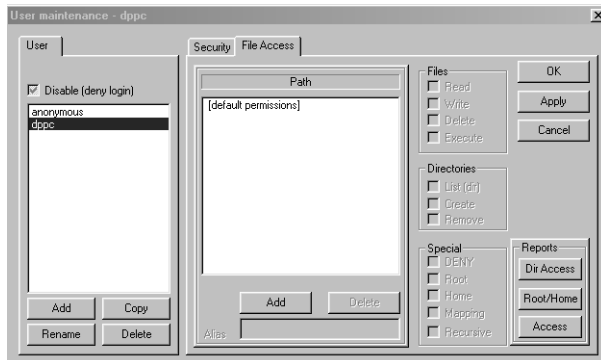 User maintenance - dppc
User
Disable (deny login)
anonymous
dppc
Add
Copy
Rename
Delete
Security
File Access
Path
[default permissions]
Add
Delete
Alias
Files
Read
Write
Delete
Execute
Directories
List (dir)
Create
Remove
Special
DENY
Root
Home
Mapping
Recursive
OK
Apply
Cancel
Reports
Dir Access
Root/Home
Access